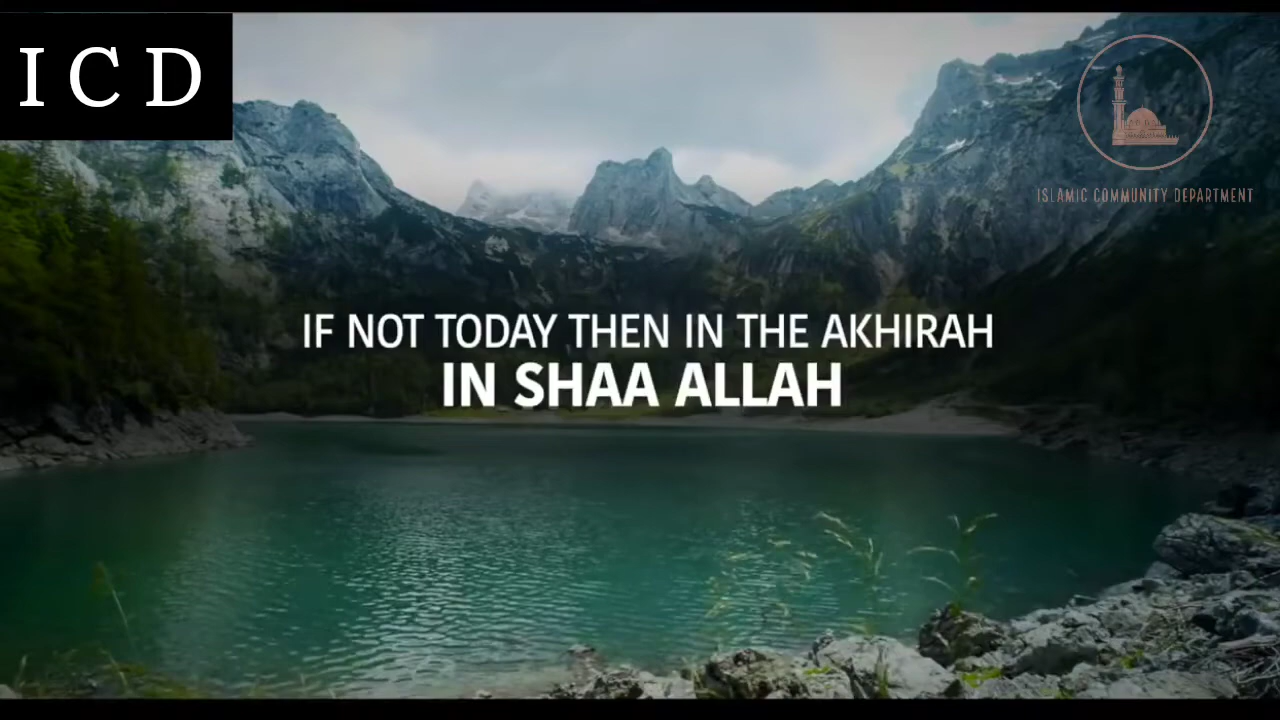 ICD
ISLAMIC COMMUNITY DEPARTMENT
IF NOT TODAY THEN IN THE AKHIRAH
IN SHAA ALLAH